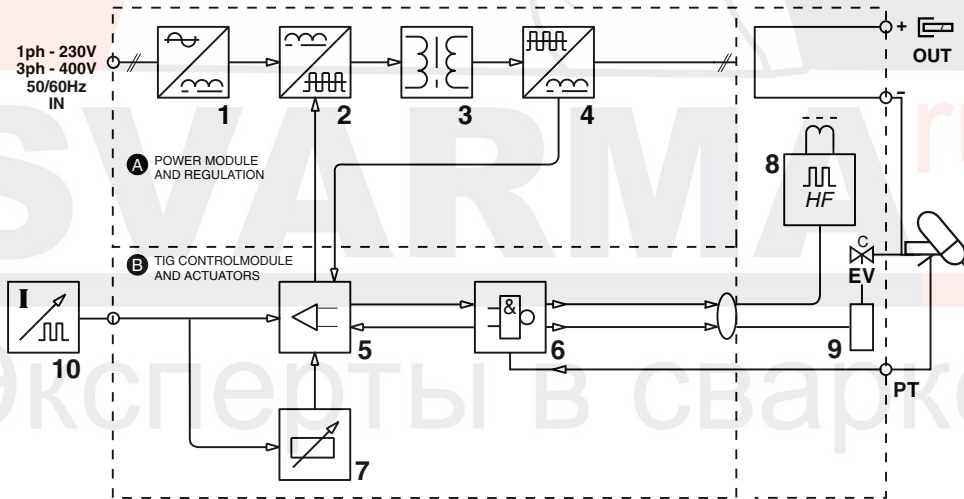 1ph - 230V
3ph - 400V
50/60Hz
IN
1
2
3
4
+
OUT
-
A POWER MODULE
AND REGULATION
8
HF
B TIG CONTROLMODULE
AND ACTUATORS
C
EV
I
10
5
&
6
9
PT
7
SVARMA
ru
Эксперты в сварке